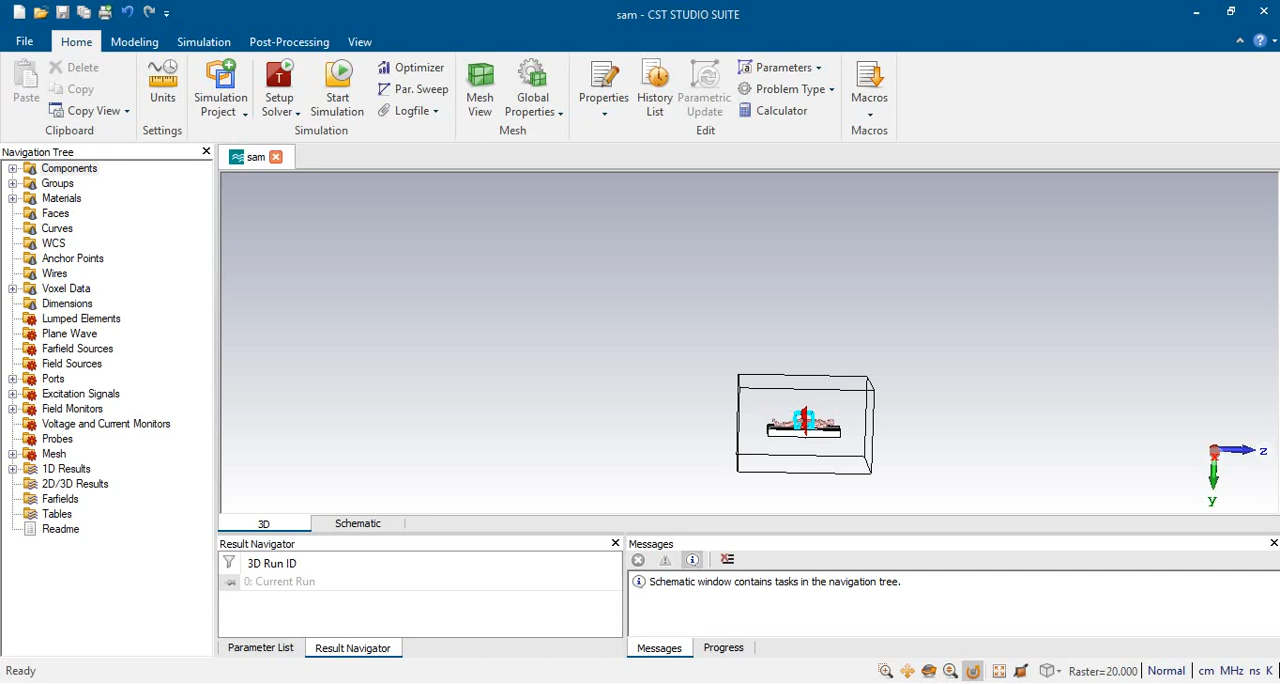 sam - CST STUDIO SUITE
File Home Modeling Simulation Post-Processing View
Paste
Delete
Copy
Copy View
Clipboard
Units
Settings
Simulation Project
Setup Solver
Start Simulation
Optimizer
Par. Sweep
Logfile
Simulation
Mesh View
Global Properties
Mesh
Properties
History List
Parametric Update
Parameters
Problem Type
Calculator
Edit
Macros
Macros
Navigation Tree
sam
Components
Groups
Materials
Faces
Curves
WCS
Anchor Points
Wires
Voxel Data
Dimensions
Lumped Elements
Plane Wave
Farfield Sources
Field Sources
Ports
Excitation Signals
Field Monitors
Voltage and Current Monitors
Probes
Mesh
1D Results
2D/3D Results
Farfields
Tables
Readme
z
x
y
3D Schematic
Result Navigator
3D Run ID
0: Current Run
Parameter List Result Navigator
Messages
Schematic window contains tasks in the navigation tree.
Messages Progress
Ready
Raster=20.000 Normal cm MHz ns K